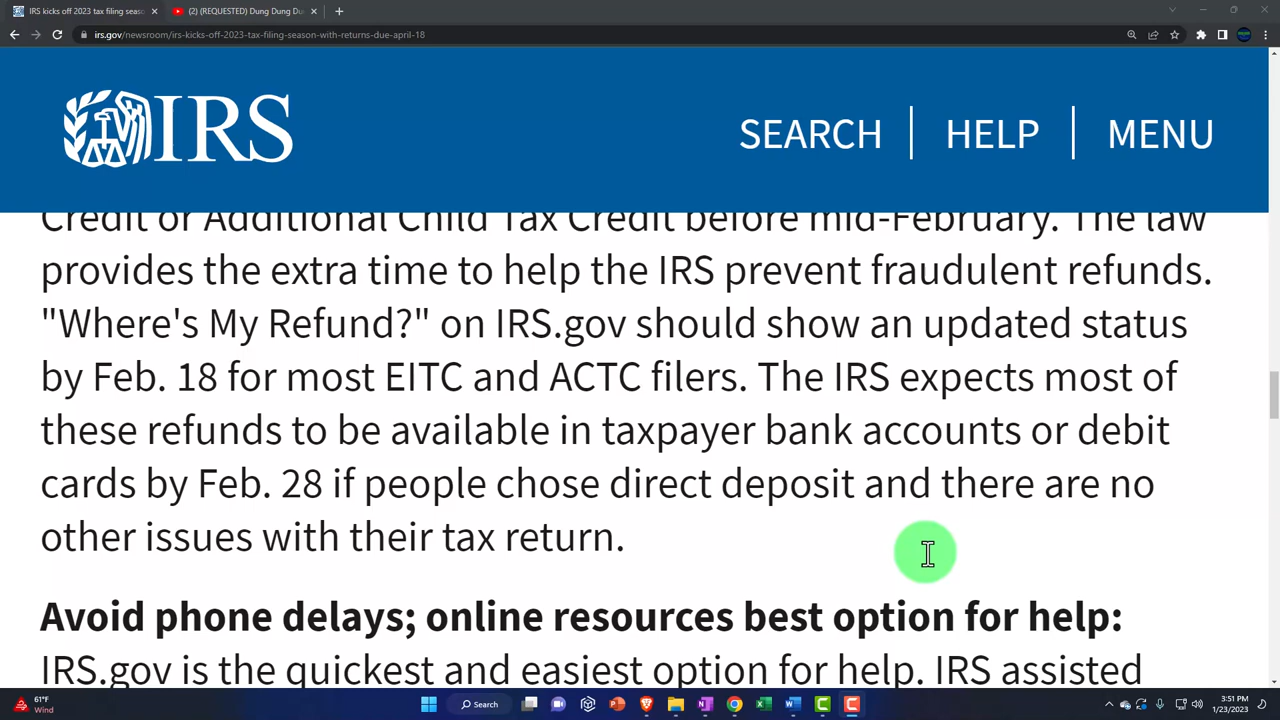 IRS kicks off 2023 tax filing seas
(2) (REQUESTED) Dung Dung Du
irs.gov/newsroom/irs-kicks-off-2023-tax-filing-season-with-returns-due-april-18
IRS
SEARCH HELP MENU
Credit or Additional Child Tax Credit before mid-February. The law
provides the extra time to help the IRS prevent fraudulent refunds.
"Where's My Refund?" on IRS.gov should show an updated status
by Feb. 18 for most EITC and ACTC filers. The IRS expects most of
these refunds to be available in taxpayer bank accounts or debit
cards by Feb. 28 if people chose direct deposit and there are no
other issues with their tax return.
Avoid phone delays; online resources best option for help:
IRS.gov is the quickest and easiest option for help. IRS assisted
61°F
Wind
Search
3:51 PM
1/23/2023